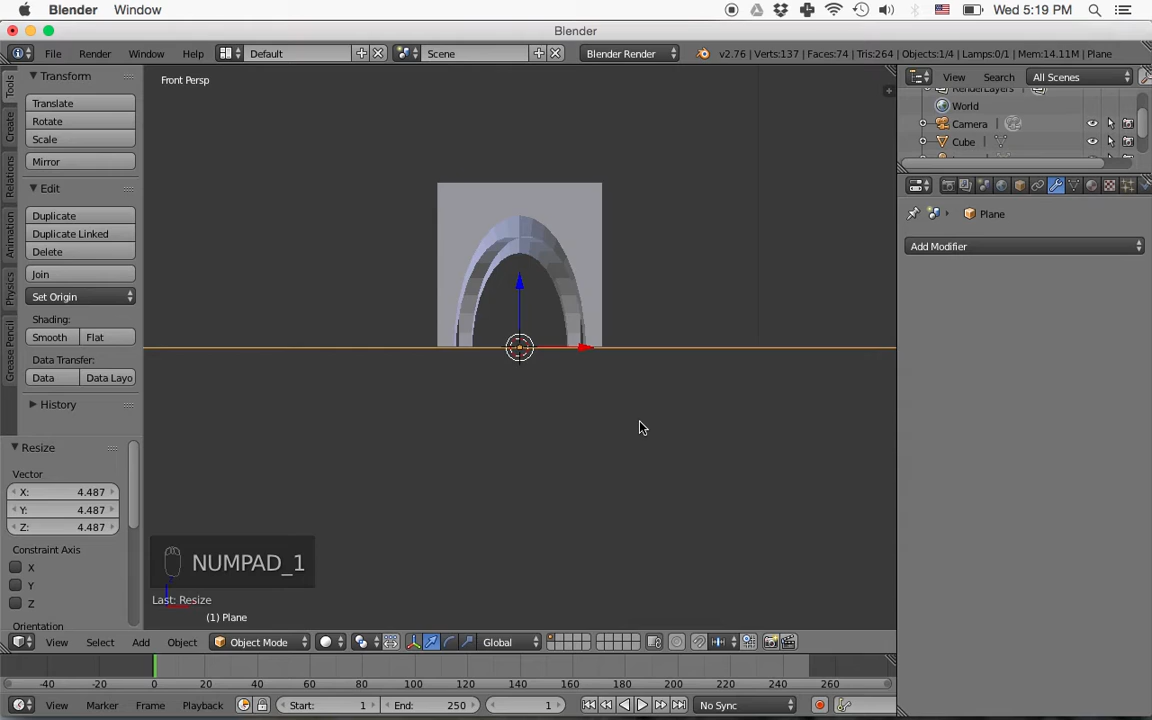 Blender Window Wed 5:19 PM
Blender
File Render Window Help Default Scene Blender Render v2.76 | Verts:137 | Faces:74 | Tris:264 | Objects:1/4 | Lamps:0/1 | Mem:14.11M | Plane
Tools
Create
Relations
Animation
Physics
Grease Pencil
Transform
Translate
Rotate
Scale
Mirror
Edit
Duplicate
Duplicate Linked
Delete
Join
Set Origin
Shading:
Smooth Flat
Data Transfer:
Data Data Layo
History
Resize
Vector
X: 4.487
Y: 4.487
Z: 4.487
Constraint Axis
X
Y
Z
Orientation
Front Persp
NUMPAD_1
Last: Resize
(1) Plane
View Search All Scenes
RenderLayers
World
Camera
Cube
Plane
Add Modifier
View Select Add Object Object Mode Global
-40 -20 0 20 40 60 80 100 120 140 160 180 200 220 240 260
View Marker Frame Playback Start: 1 End: 250 1 No Sync